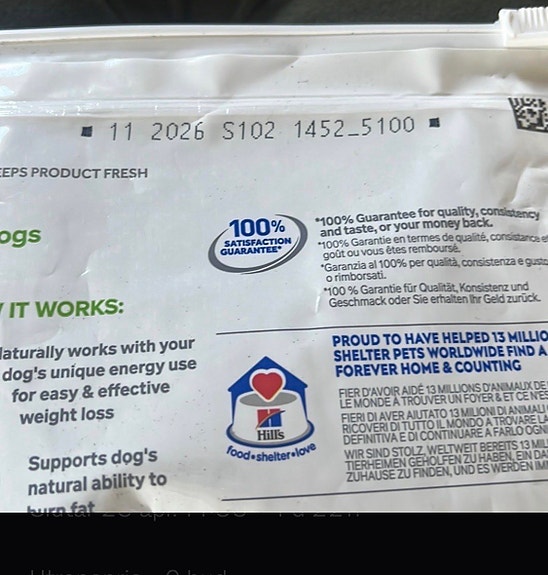 11 2026 S102 1452_5100
EEPS PRODUCT FRESH
ogs
100%
SATISFACTION
GUARANTEE*
*100% Guarantee for quality, consistency
and taste, or your money back.
*100% Garantie en termes de qualité, consistance et
goût ou vous êtes remboursé.
*Garanzia al 100% per qualità, consistenza e gusto
o rimborsati.
*100 % Garantie für Qualität, Konsistenz und
Geschmack oder Sie erhalten Ihr Geld zurück.
IT WORKS:
Naturally works with your
dog's unique energy use
for easy & effective
weight loss
Supports dog's
natural ability to
burn fat
Hill's
food•shelter•love
PROUD TO HAVE HELPED 13 MILLIO
SHELTER PETS WORLDWIDE FIND A
FOREVER HOME & COUNTING
FIER D'AVOIR AIDÉ 13 MILLIONS D'ANIMAUX DE
LE MONDE A TROUVER UN FOYER & ET CE N'ES
FIERI DI AVER AIUTATO 13 MILIONI DI ANIMALI
RICOVERI DI TUTTO IL MONDO A TROVARE LA
DEFINITIVA E DI CONTINUARE A FARLO OGNI
WIR SIND STOLZ, WELTWEIT BEREITS 13 MIL
TIERHEIMEN GEHOLFEN ZU HABEN, EIN DA
ZUHAUSE ZU FINDEN, UND ES WERDEN IM